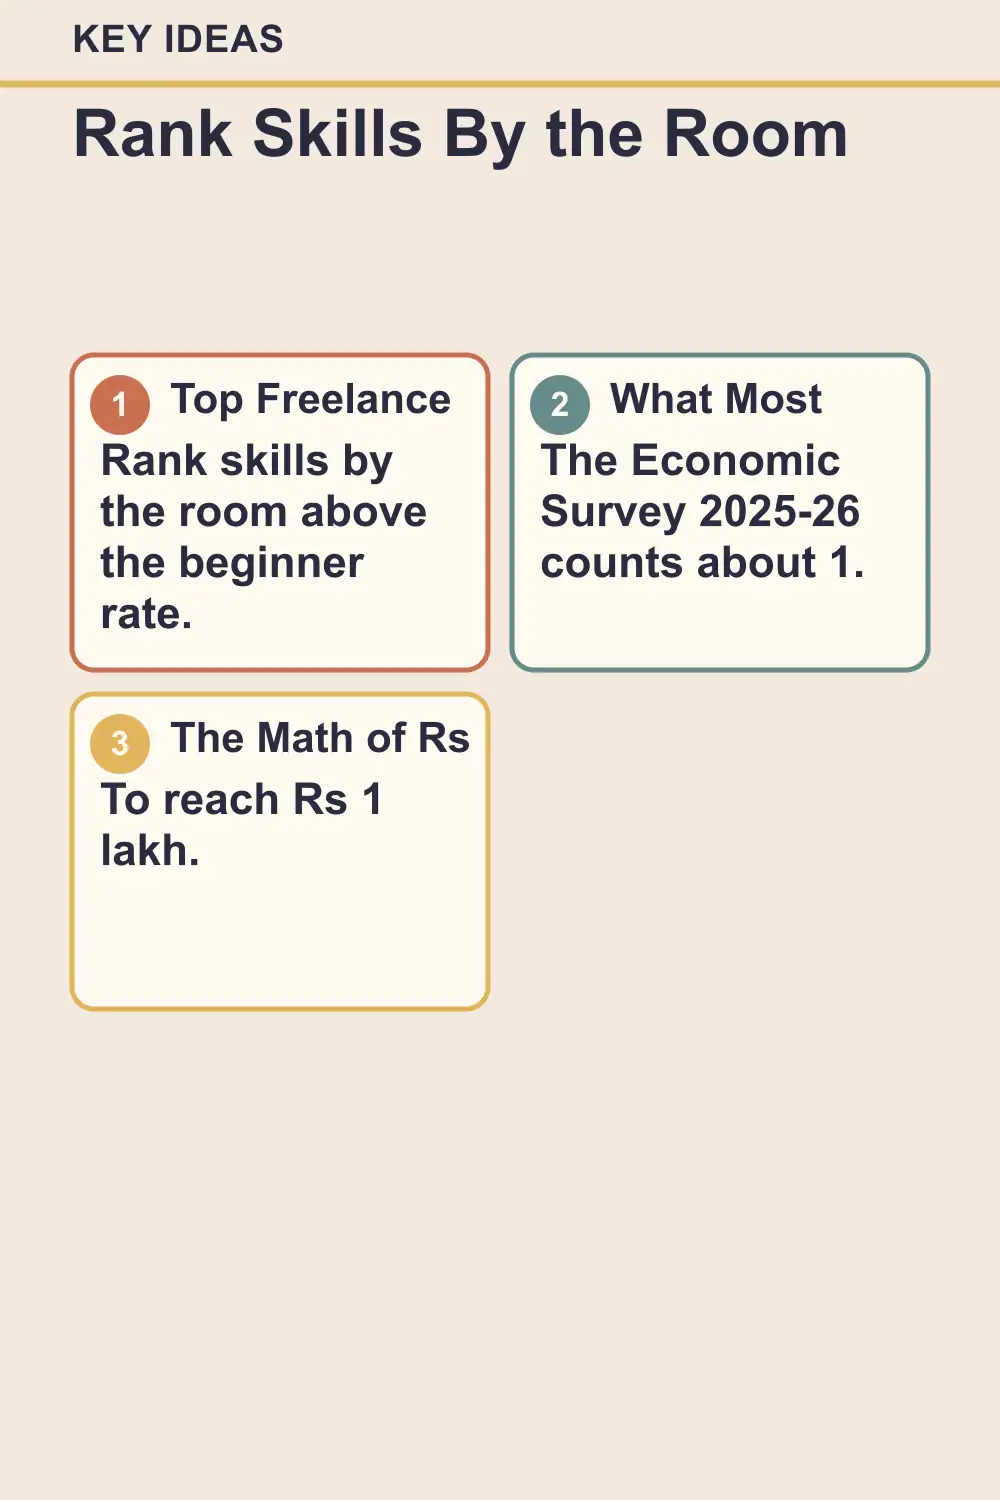 KEY IDEAS
Rank Skills By the Room
1 Top Freelance
Rank skills by
the room above
the beginner
rate.
2 What Most
The Economic
Survey 2025-26
counts about 1.
3 The Math of Rs
To reach Rs 1
lakh.